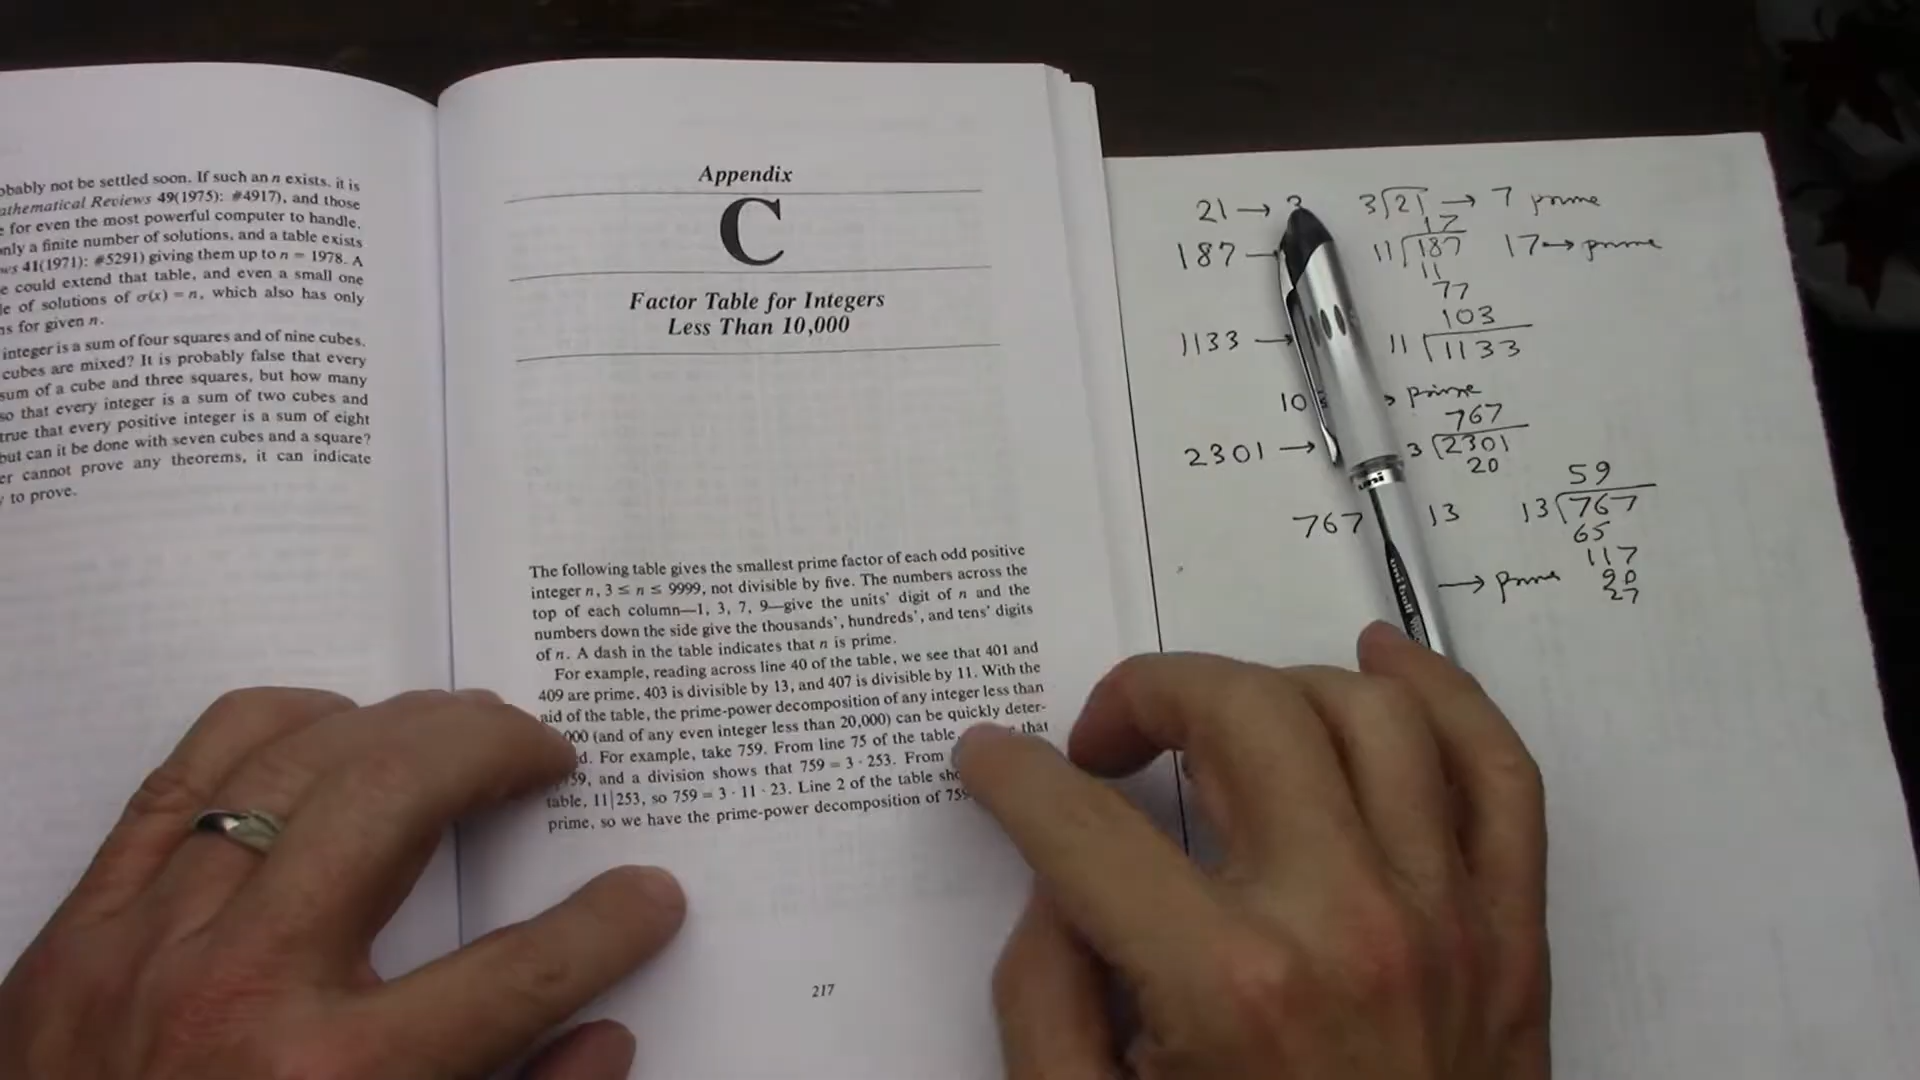 obably not be settled soon. If such an n exists, it is
athematical Reviews 49(1975): #4917), and those
e for even the most powerful computer to handle.
only a finite number of solutions, and a table exists
ws 41(1971): #5291) giving them up to n = 1978. A
e could extend that table, and even a small one
le of solutions of σ(x) = n, which also has only
ns for given n.
integer is a sum of four squares and of nine cubes.
cubes are mixed? It is probably false that every
sum of a cube and three squares, but how many
so that every integer is a sum of two cubes and
true that every positive integer is a sum of eight
but can it be done with seven cubes and a square?
er cannot prove any theorems, it can indicate
to prove.
Appendix
C
Factor Table for Integers
Less Than 10,000
The following table gives the smallest prime factor of each odd positive
integer n, 3 ≤ n ≤ 9999, not divisible by five. The numbers across the
top of each column—1, 3, 7, 9—give the units' digit of n and the
numbers down the side give the thousands', hundreds', and tens' digits
of n. A dash in the table indicates that n is prime.
For example, reading across line 40 of the table, we see that 401 and
409 are prime, 403 is divisible by 13, and 407 is divisible by 11. With the
aid of the table, the prime-power decomposition of any integer less than
000 (and of any even integer less than 20,000) can be quickly deter-
d. For example, take 759. From line 75 of the table, that
59, and a division shows that 759 = 3 · 253. From
table, 11|253, so 759 = 3 · 11 · 23. Line 2 of the table sho
prime, so we have the prime-power decomposition of 759
217
21 → 3 3⟌21 → 7 prime
17
187 → 11⟌187 17 → prime
11
77
103
1133 → 11⟌1133
10 → prime
767
2301 → 3⟌2301
20
59
767 13 13⟌767
65
117
→ prime 90
27
uni
uni-ball